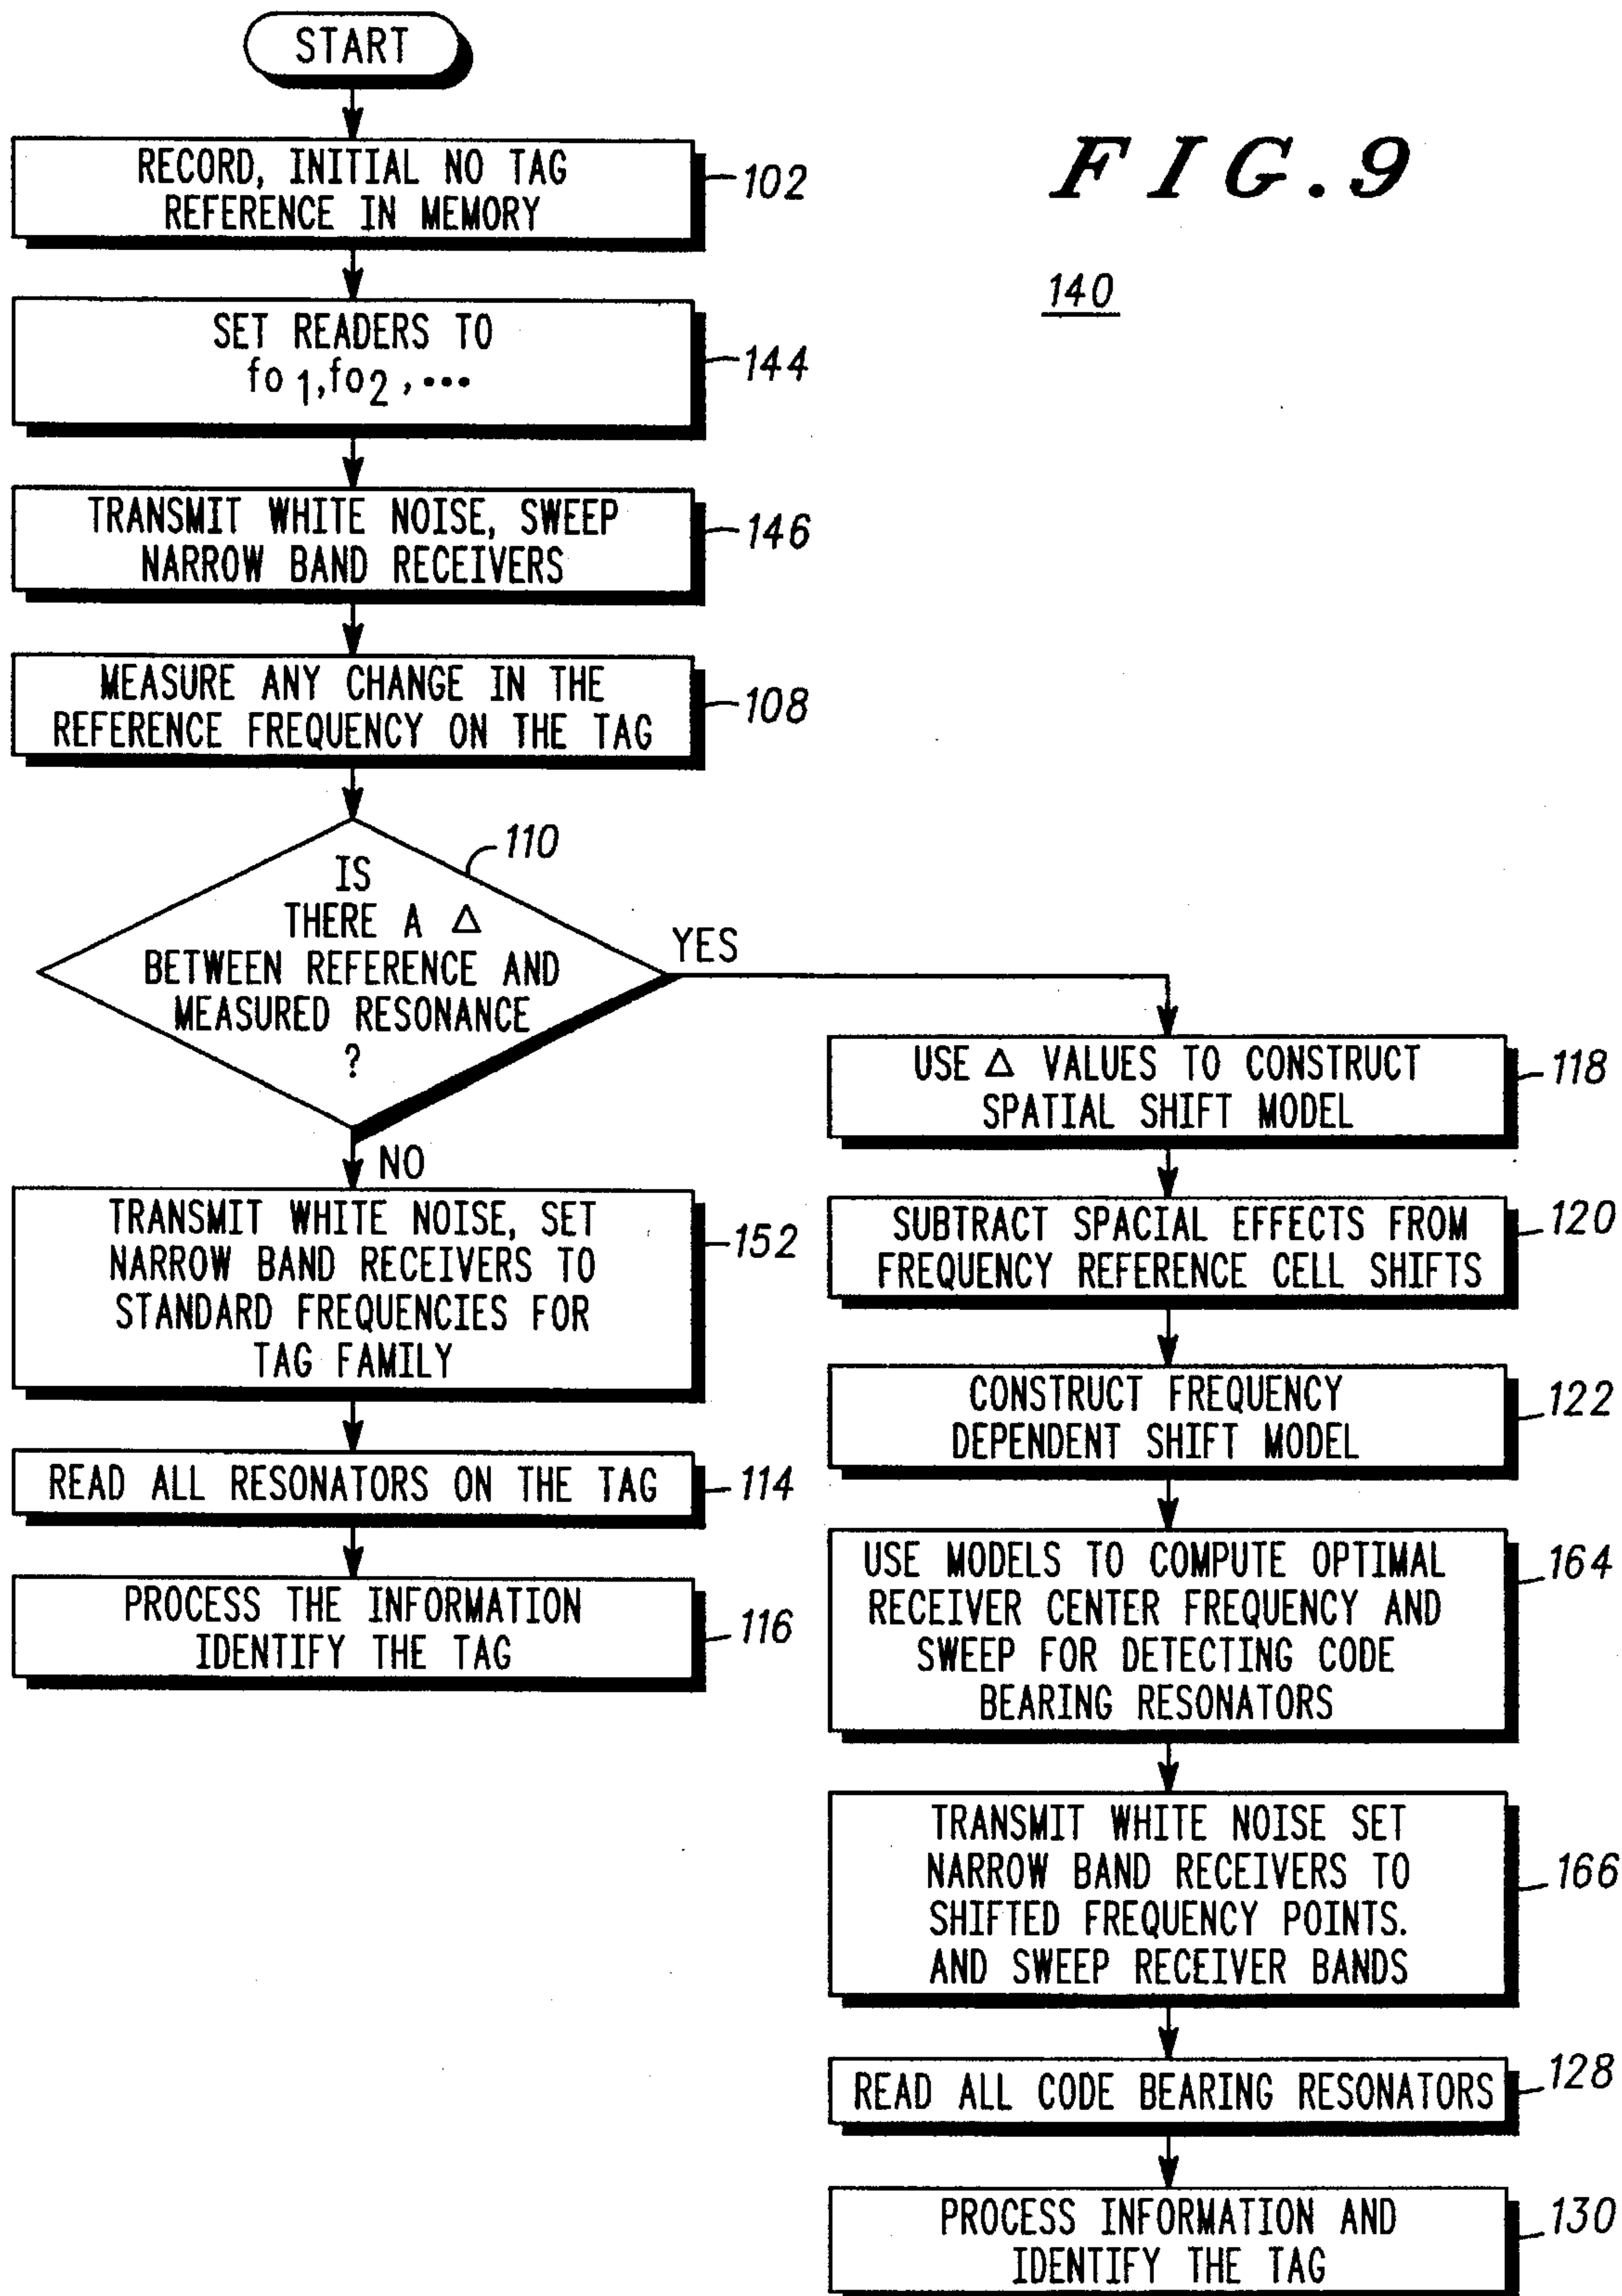 START
RECORD, INITIAL NO TAG
REFERENCE IN MEMORY
102
FIG. 9
140
SET READERS TO
fo1, fo2, •••
144
TRANSMIT WHITE NOISE, SWEEP
NARROW BAND RECEIVERS
146
MEASURE ANY CHANGE IN THE
REFERENCE FREQUENCY ON THE TAG
108
IS
THERE A Δ
BETWEEN REFERENCE AND
MEASURED RESONANCE
?
110
YES
NO
TRANSMIT WHITE NOISE, SET
NARROW BAND RECEIVERS TO
STANDARD FREQUENCIES FOR
TAG FAMILY
152
READ ALL RESONATORS ON THE TAG
114
PROCESS THE INFORMATION
IDENTIFY THE TAG
116
USE Δ VALUES TO CONSTRUCT
SPATIAL SHIFT MODEL
118
SUBTRACT SPACIAL EFFECTS FROM
FREQUENCY REFERENCE CELL SHIFTS
120
CONSTRUCT FREQUENCY
DEPENDENT SHIFT MODEL
122
USE MODELS TO COMPUTE OPTIMAL
RECEIVER CENTER FREQUENCY AND
SWEEP FOR DETECTING CODE
BEARING RESONATORS
164
TRANSMIT WHITE NOISE SET
NARROW BAND RECEIVERS TO
SHIFTED FREQUENCY POINTS.
AND SWEEP RECEIVER BANDS
166
READ ALL CODE BEARING RESONATORS
128
PROCESS INFORMATION AND
IDENTIFY THE TAG
130